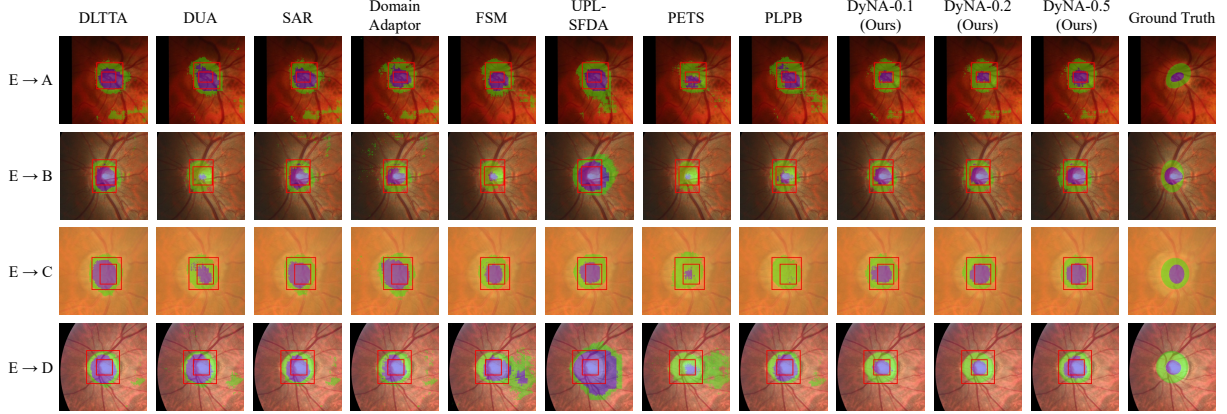 DLTTA
DUA
SAR
Domain
Adaptor
FSM
UPL-
SFDA
PETS
PLPB
DyNA-0.1
(Ours)
DyNA-0.2
(Ours)
DyNA-0.5
(Ours)
Ground Truth
E → A
E → B
E → C
E → D